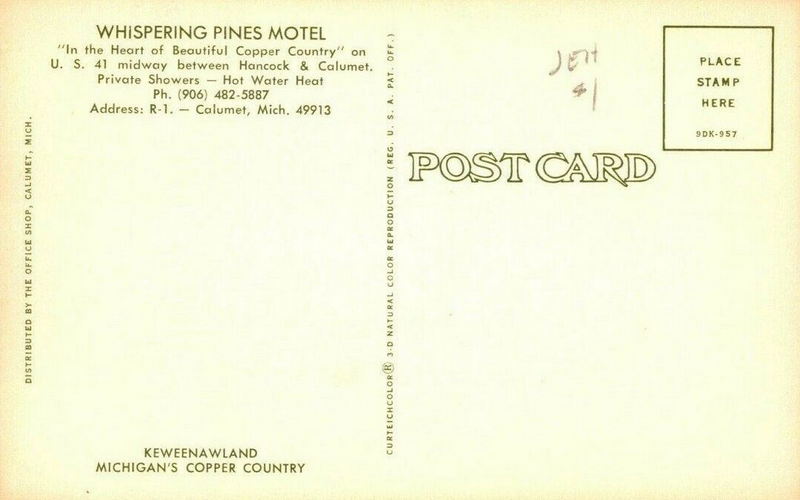 WHiSPERING PINES MOTEL
"In the Heart of Beautiful Copper Country" on
U. S. 41 midway between Hancock & Calumet.
Private Showers — Hot Water Heat
Ph. (906) 482-5887
Address: R-1. — Calumet, Mich. 49913
DISTRIBUTED BY THE OFFICE SHOP, CALUMET, MICH.
KEWEENAWLAND
MICHIGAN'S COPPER COUNTRY
CURTEICHCOLOR® 3-D NATURAL COLOR REPRODUCTION (REG. U. S. A. PAT. OFF.)
JEH
$1
POST CARD
PLACE
STAMP
HERE
9DK-957